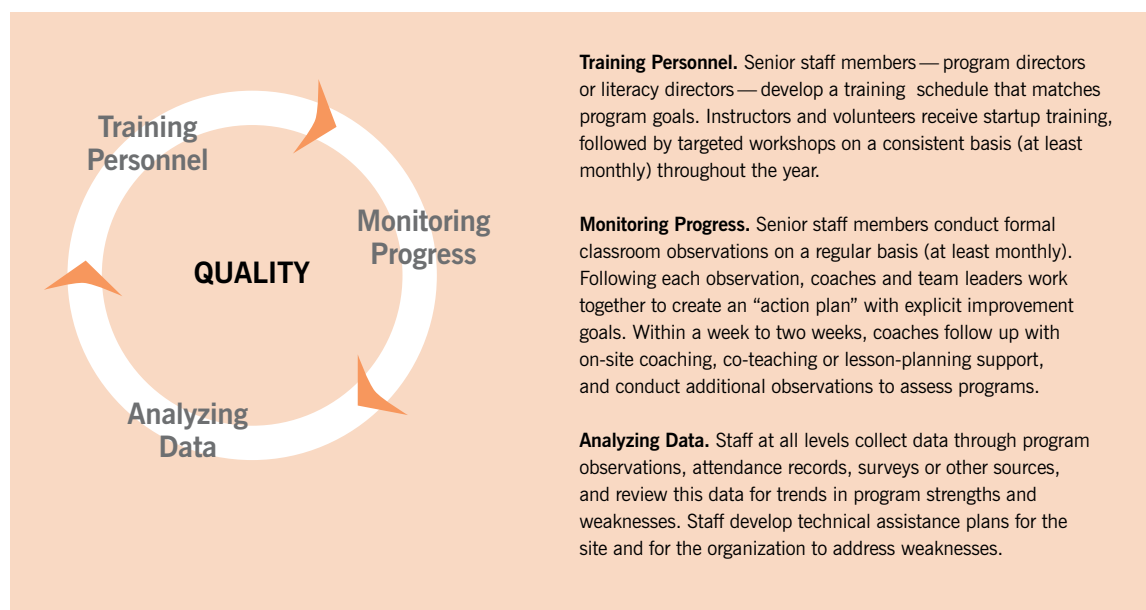 Training
Personnel
Monitoring
Progress
QUALITY
Analyzing
Data
Training Personnel. Senior staff members — program directors
or literacy directors — develop a training schedule that matches
program goals. Instructors and volunteers receive startup training,
followed by targeted workshops on a consistent basis (at least
monthly) throughout the year.
Monitoring Progress. Senior staff members conduct formal
classroom observations on a regular basis (at least monthly).
Following each observation, coaches and team leaders work
together to create an “action plan” with explicit improvement
goals. Within a week to two weeks, coaches follow up with
on-site coaching, co-teaching or lesson-planning support,
and conduct additional observations to assess programs.
Analyzing Data. Staff at all levels collect data through program
observations, attendance records, surveys or other sources,
and review this data for trends in program strengths and
weaknesses. Staff develop technical assistance plans for the
site and for the organization to address weaknesses.